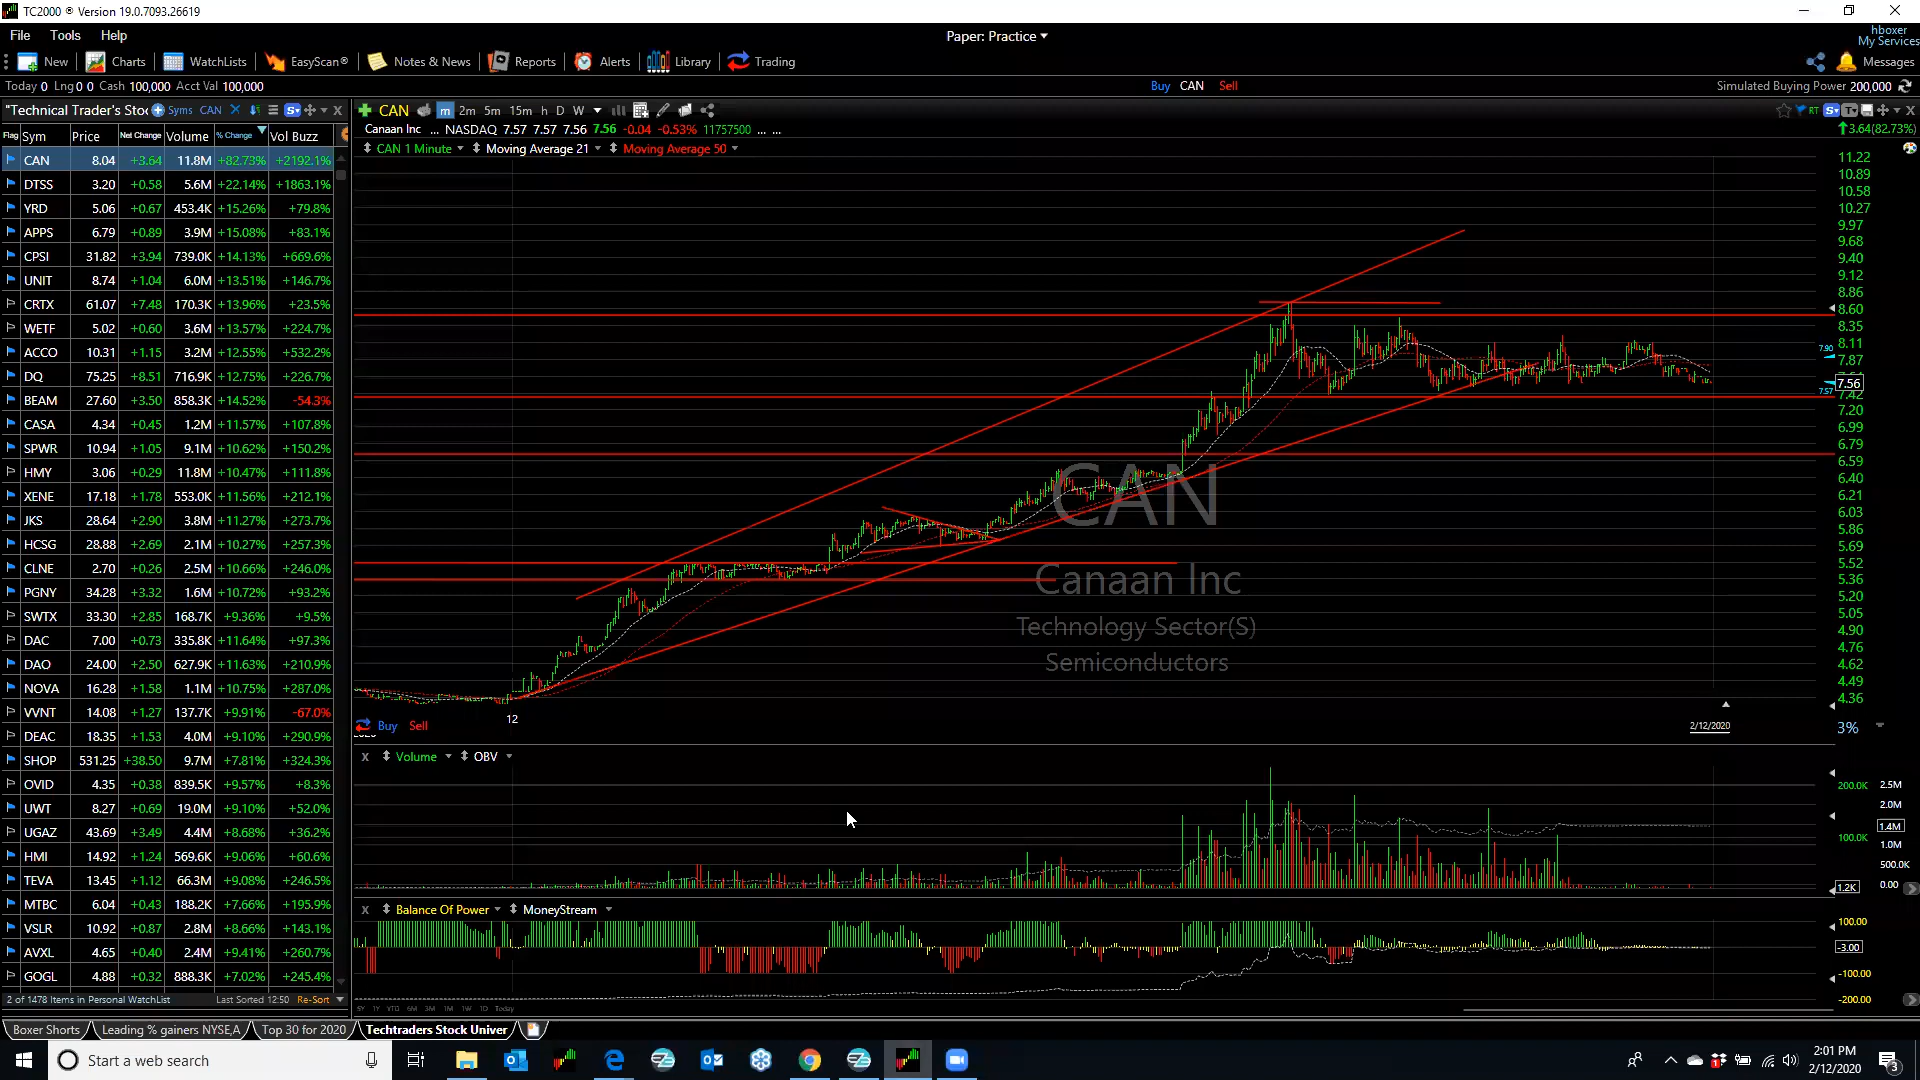 TC2000 ® Version 19.0.7093.26619
File Tools Help
Paper: Practice
hboxer
My Services
New Charts WatchLists EasyScan® Notes & News Reports Alerts Library Trading Messages
Today 0 Lng 0 0 Cash 100,000 Acct Val 100,000
Buy CAN Sell
Simulated Buying Power 200,000
"Technical Trader's Stoc Syms CAN
CAN m 2m 5m 15m h D W
RT
Canaan Inc ... NASDAQ 7.57 7.57 7.56 7.56 -0.04 -0.53% 11757500 ... ...
3.64(82.73%)
CAN 1 Minute Moving Average 21 Moving Average 50
Flag Sym Price Net Change Volume % Change Vol Buzz
CAN 8.04 +3.64 11.8M +82.73% +2192.1%
DTSS 3.20 +0.58 5.6M +22.14% +1863.1%
YRD 5.06 +0.67 453.4K +15.26% +79.8%
APPS 6.79 +0.89 3.9M +15.08% +83.1%
CPSI 31.82 +3.94 739.0K +14.13% +669.6%
UNIT 8.74 +1.04 6.0M +13.51% +146.7%
CRTX 61.07 +7.48 170.3K +13.96% +23.5%
WETF 5.02 +0.60 3.6M +13.57% +224.7%
ACCO 10.31 +1.15 3.2M +12.55% +532.2%
DQ 75.25 +8.51 716.9K +12.75% +226.7%
BEAM 27.60 +3.50 858.3K +14.52% -54.3%
CASA 4.34 +0.45 1.2M +11.57% +107.8%
SPWR 10.94 +1.05 9.1M +10.62% +150.2%
HMY 3.06 +0.29 11.8M +10.47% +111.8%
XENE 17.18 +1.78 553.0K +11.56% +212.1%
JKS 28.64 +2.90 3.8M +11.27% +273.7%
HCSG 28.88 +2.69 2.1M +10.27% +257.3%
CLNE 2.70 +0.26 2.5M +10.66% +246.0%
PGNY 34.28 +3.32 1.6M +10.72% +93.2%
SWTX 33.30 +2.85 168.7K +9.36% +9.5%
DAC 7.00 +0.73 335.8K +11.64% +97.3%
DAO 24.00 +2.50 627.9K +11.63% +210.9%
NOVA 16.28 +1.58 1.1M +10.75% +287.0%
VVNT 14.08 +1.27 137.7K +9.91% -67.0%
DEAC 18.35 +1.53 4.0M +9.10% +290.9%
SHOP 531.25 +38.50 9.7M +7.81% +324.3%
OVID 4.35 +0.38 839.5K +9.57% +8.3%
UWT 8.27 +0.69 19.0M +9.10% +52.0%
UGAZ 43.69 +3.49 4.4M +8.68% +36.2%
HMI 14.92 +1.24 569.6K +9.06% +60.6%
TEVA 13.45 +1.12 66.3M +9.08% +246.5%
MTBC 6.04 +0.43 188.2K +7.66% +195.9%
VSLR 10.92 +0.87 2.8M +8.66% +143.1%
AVXL 4.65 +0.40 2.4M +9.41% +260.7%
GOGL 4.88 +0.32 888.3K +7.02% +245.4%
2 of 1478 Items in Personal WatchList Last Sorted 12:50 Re-Sort
11.22
10.89
10.58
10.27
9.97
9.68
9.40
9.12
8.86
8.60
8.35
8.11
7.90
7.87
7.56
7.57
7.42
7.20
6.99
6.79
6.59
6.40
6.21
6.03
5.86
5.69
5.52
5.36
5.20
5.05
4.90
4.76
4.62
4.49
4.36
3%
CAN
Canaan Inc
Technology Sector(S)
Semiconductors
12
2/12/2020
Buy Sell
Volume OBV
200.0K 2.5M
2.0M
1.4M
100.0K 1.0M
500.0K
1.2K 0.00
Balance Of Power MoneyStream
100.00
-3.00
-100.00
-200.00
5Y 1Y YTD 6M 3M 1M 1W 1D Today
Boxer Shorts Leading % gainers NYSE,A Top 30 for 2020 Techtraders Stock Univer
Start a web search
2:01 PM
2/12/2020
3